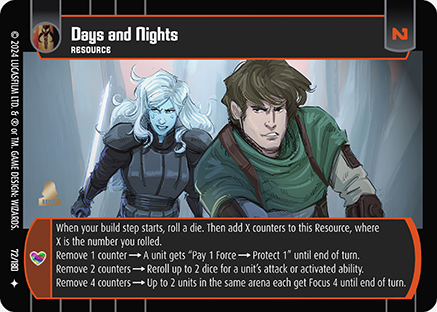 Days and Nights
RESOURCE
N
When your build step starts, roll a die. Then add X counters to this Resource, where
X is the number you rolled.
Remove 1 counter → A unit gets "Pay 1 Force → Protect 1" until end of turn.
Remove 2 counters → Reroll up to 2 dice for a unit's attack or activated ability.
Remove 4 counters → Up to 2 units in the same arena each get Focus 4 until end of turn.
© 2024 LUCASFILM LTD. & ® or TM. GAME DESIGN: WIZARDS.
72/180